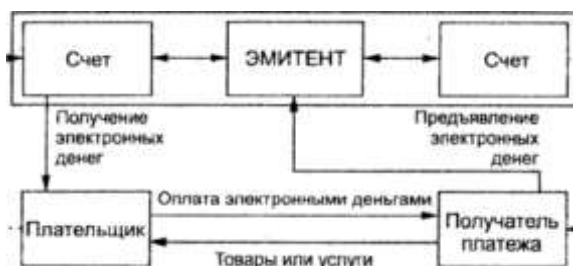 Счет
ЭМИТЕНТ
Счет
Получение
электронных
денег
Предъявление
электронных
денег
Плательщик
Оплата электронными деньгами
Получатель
платежа
Товары или услуги